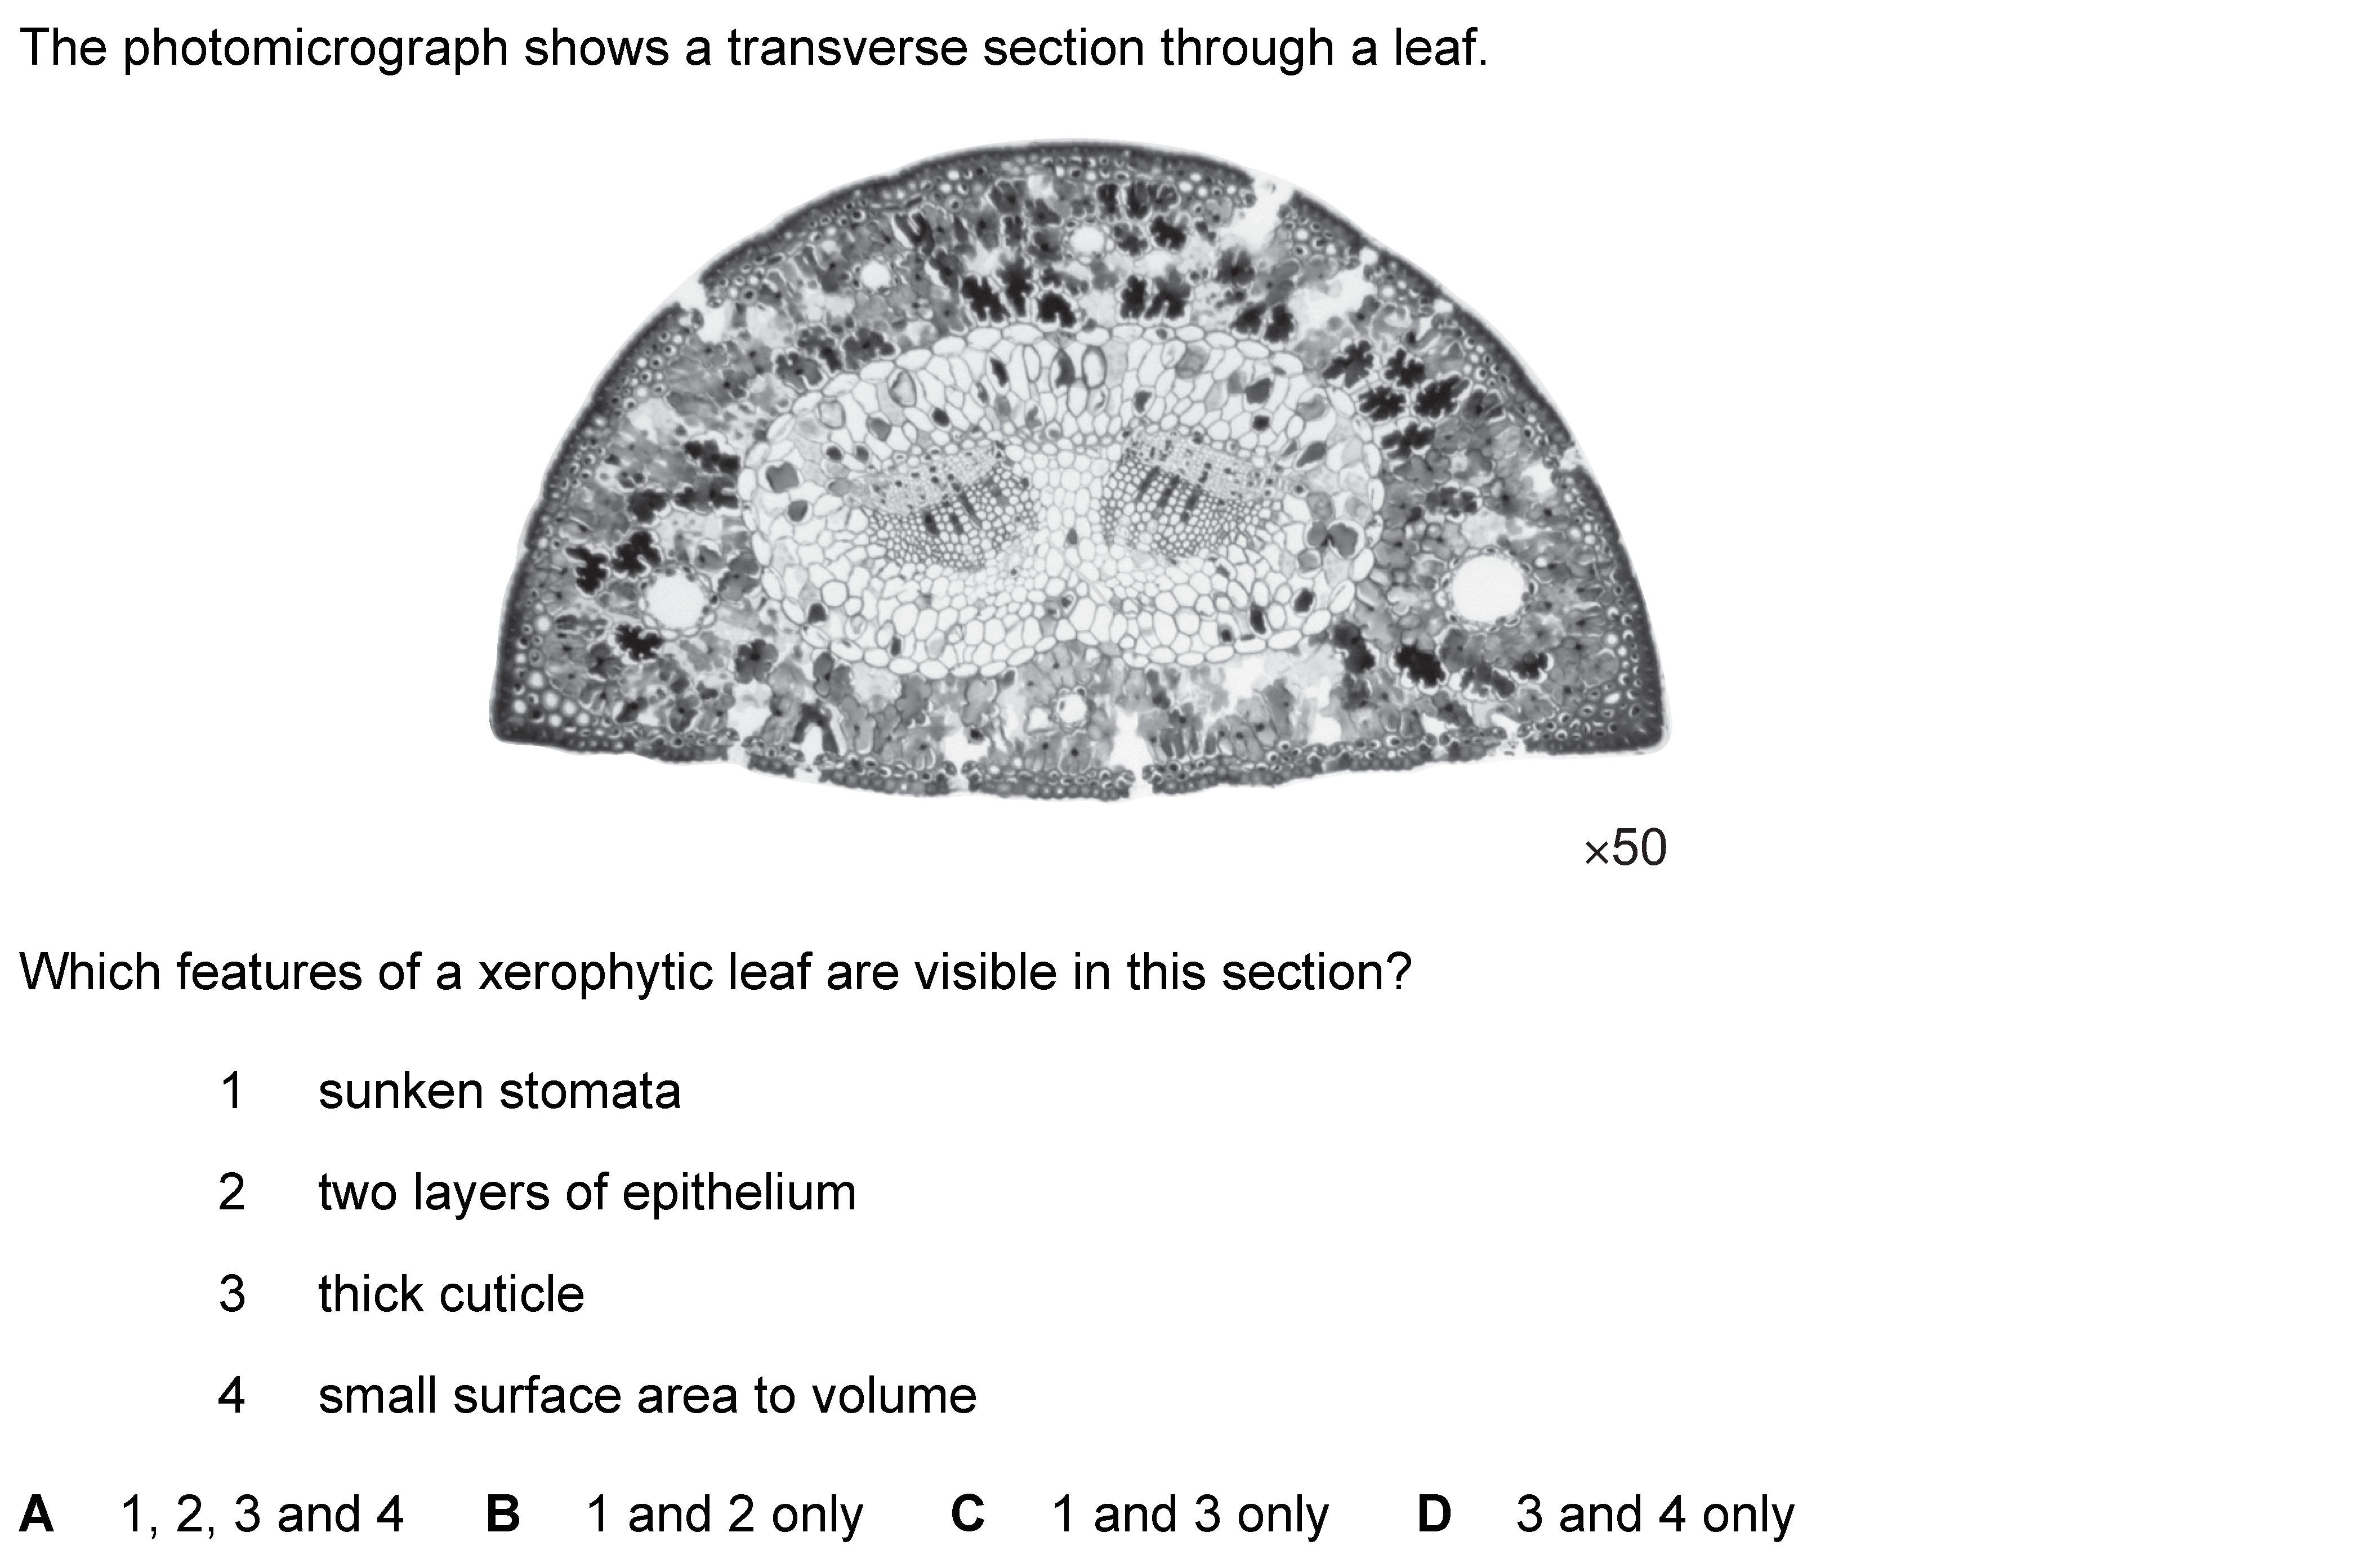 The photomicrograph shows a transverse section through a leaf.
×50
Which features of a xerophytic leaf are visible in this section?
1 sunken stomata
2 two layers of epithelium
3 thick cuticle
4 small surface area to volume
A 1, 2, 3 and 4 B 1 and 2 only C 1 and 3 only D 3 and 4 only